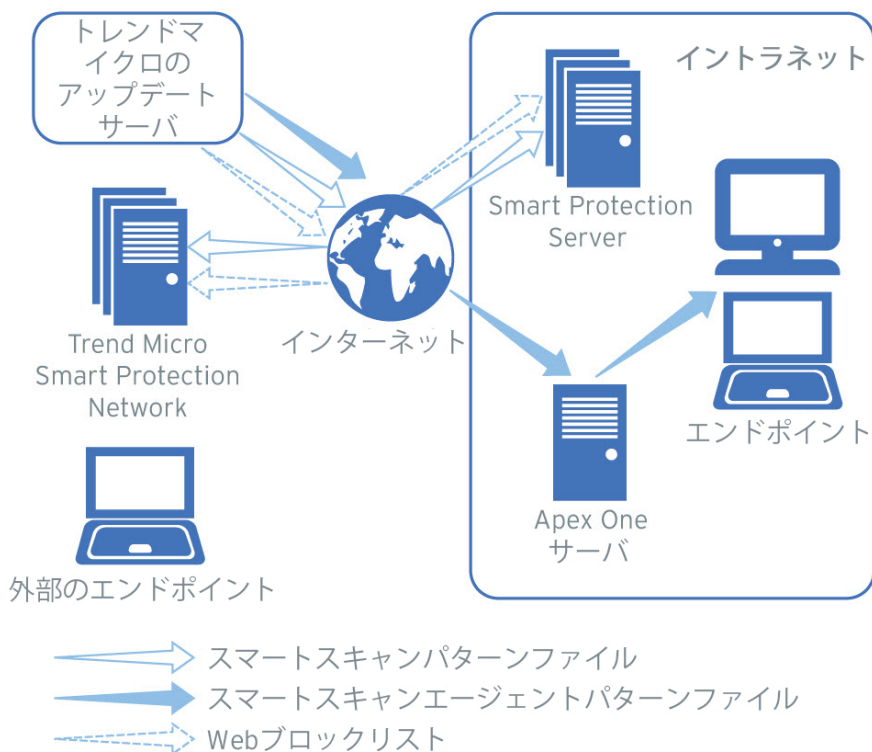 トレンドマ
イクロの
アップデート
サーバ
イントラネット
Smart Protection
Server
Trend Micro
Smart Protection
Network
インターネット
エンドポイント
Apex One
サーバ
外部のエンドポイント
スマートスキャンパターンファイル
スマートスキャンエージェントパターンファイル
Webブロックリスト